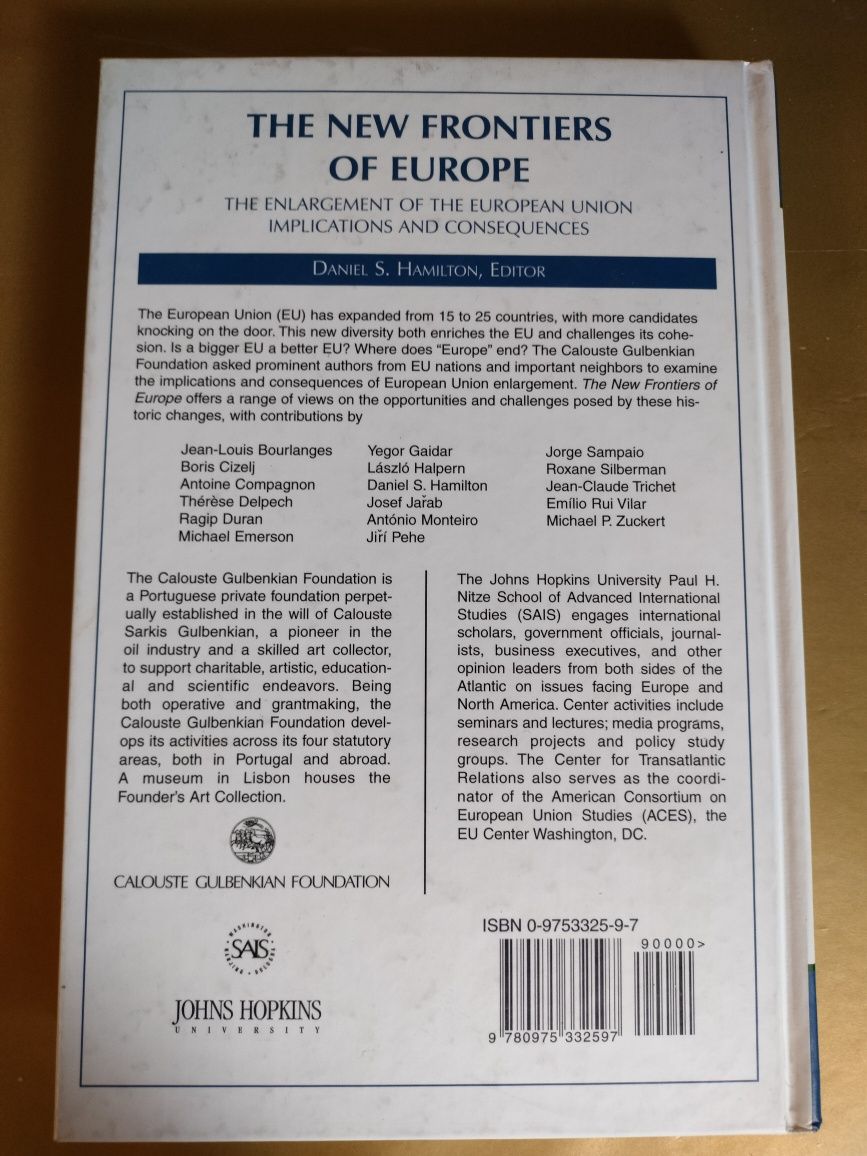 THE NEW FRONTIERS
OF EUROPE
THE ENLARGEMENT OF THE EUROPEAN UNION
IMPLICATIONS AND CONSEQUENCES
DANIEL S. HAMILTON, EDITOR
The European Union (EU) has expanded from 15 to 25 countries, with more candidates
knocking on the door. This new diversity both enriches the EU and challenges its cohe-
sion. Is a bigger EU a better EU? Where does “Europe” end? The Calouste Gulbenkian
Foundation asked prominent authors from EU nations and important neighbors to examine
the implications and consequences of European Union enlargement. The New Frontiers of
Europe offers a range of views on the opportunities and challenges posed by these his-
toric changes, with contributions by
Jean-Louis Bourlanges
Boris Cizelj
Antoine Compagnon
Thérèse Delpech
Ragip Duran
Michael Emerson
Yegor Gaidar
László Halpern
Daniel S. Hamilton
Josef Jařab
António Monteiro
Jiří Pehe
Jorge Sampaio
Roxane Silberman
Jean-Claude Trichet
Emílio Rui Vilar
Michael P. Zuckert
The Calouste Gulbenkian Foundation is
a Portuguese private foundation perpet-
ually established in the will of Calouste
Sarkis Gulbenkian, a pioneer in the
oil industry and a skilled art collector,
to support charitable, artistic, education-
al and scientific endeavors. Being
both operative and grantmaking, the
Calouste Gulbenkian Foundation devel-
ops its activities across its four statutory
areas, both in Portugal and abroad.
A museum in Lisbon houses the
Founder’s Art Collection.
CALOUSTE GULBENKIAN FOUNDATION
The Johns Hopkins University Paul H.
Nitze School of Advanced International
Studies (SAIS) engages international
scholars, government officials, journal-
ists, business executives, and other
opinion leaders from both sides of the
Atlantic on issues facing Europe and
North America. Center activities include
seminars and lectures; media programs,
research projects and policy study
groups. The Center for Transatlantic
Relations also serves as the coordi-
nator of the American Consortium on
European Union Studies (ACES), the
EU Center Washington, DC.
WASHINGTON
SAIS
JOHNS HOPKINS
UNIVERSITY
ISBN 0-9753325-9-7
90000>
9 780975 332597